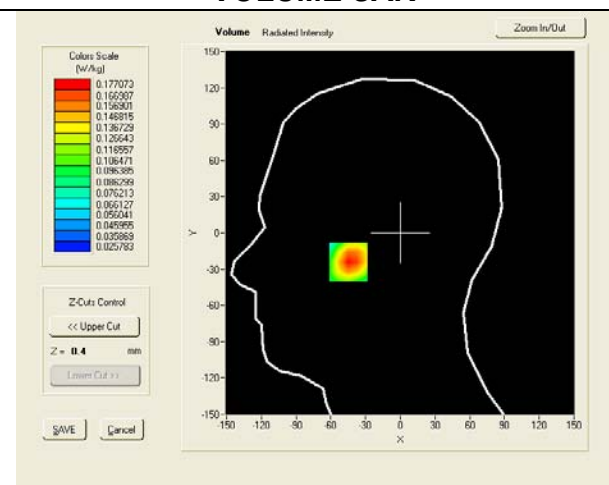 Volume Radiated Intensity
Zoom In/Out
Colors Scale
(W/kg)
0.177073
0.166987
0.156901
0.146815
0.136729
0.126643
0.116557
0.106471
0.096385
0.086299
0.076213
0.066127
0.056041
0.045955
0.035869
0.025783
Z-Cuts Control
<< Upper Cut
Z = 0.4 mm
Lower Cut >>
SAVE
Cancel
150
120
90
60
30
0
-30
-60
-90
-120
-150
Y
-150 -120 -90 -60 -30 0 30 60 90 120 150
X